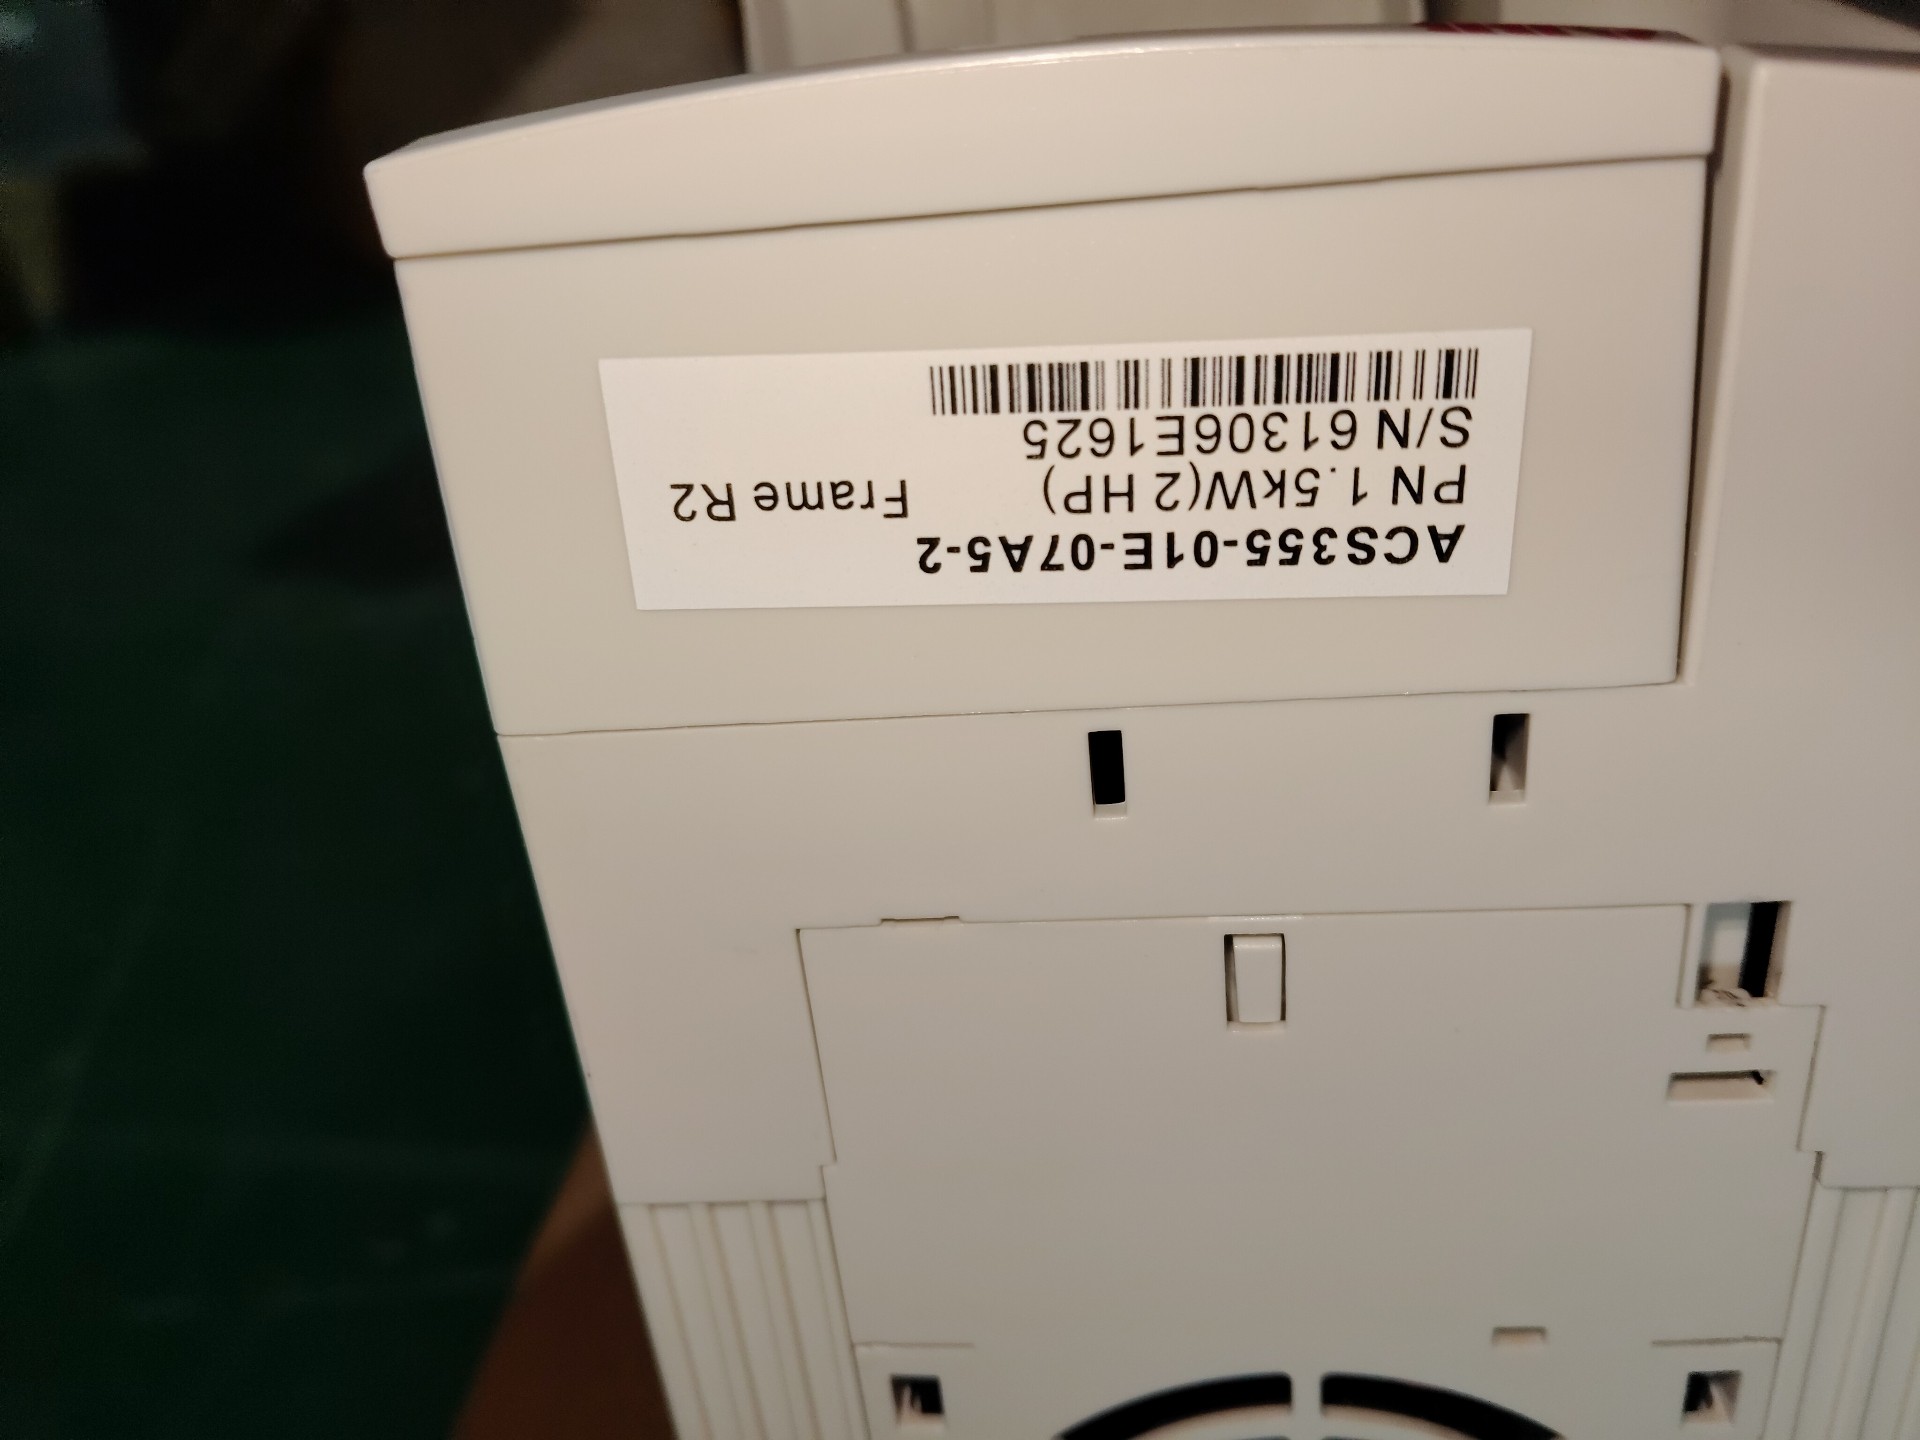 ACS355-01E-07A5-2
PN 1.5kW(2 HP) Frame R2
S/N 61306E1625